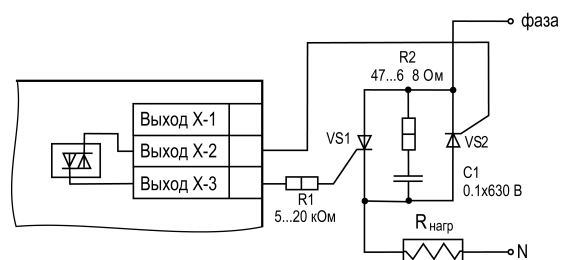 фаза
R2
47...6 8 Ом
Выход Х-1
Выход Х-2
Выход Х-3
VS1
VS2
C1
0.1х630 В
R1
5...20 кОм
Rнагр
N